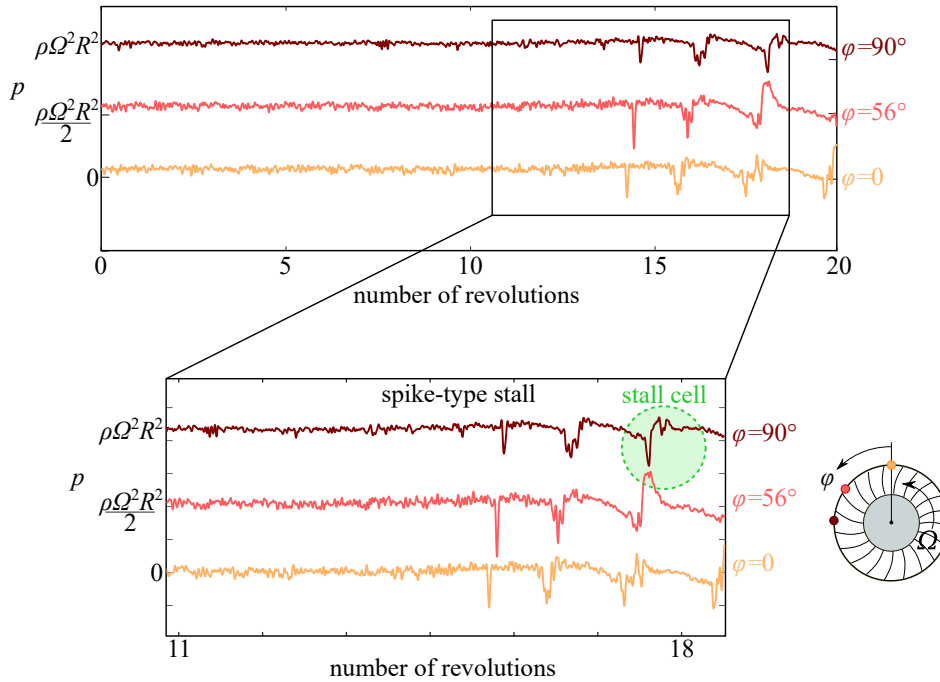 p
ρΩ²R²
ρΩ²R²
2
0
φ=90°
φ=56°
φ=0
0 5 10 15 20
number of revolutions
spike-type stall
stall cell
p
ρΩ²R²
ρΩ²R²
2
0
φ=90°
φ=56°
φ=0
11 18
number of revolutions
φ
Ω